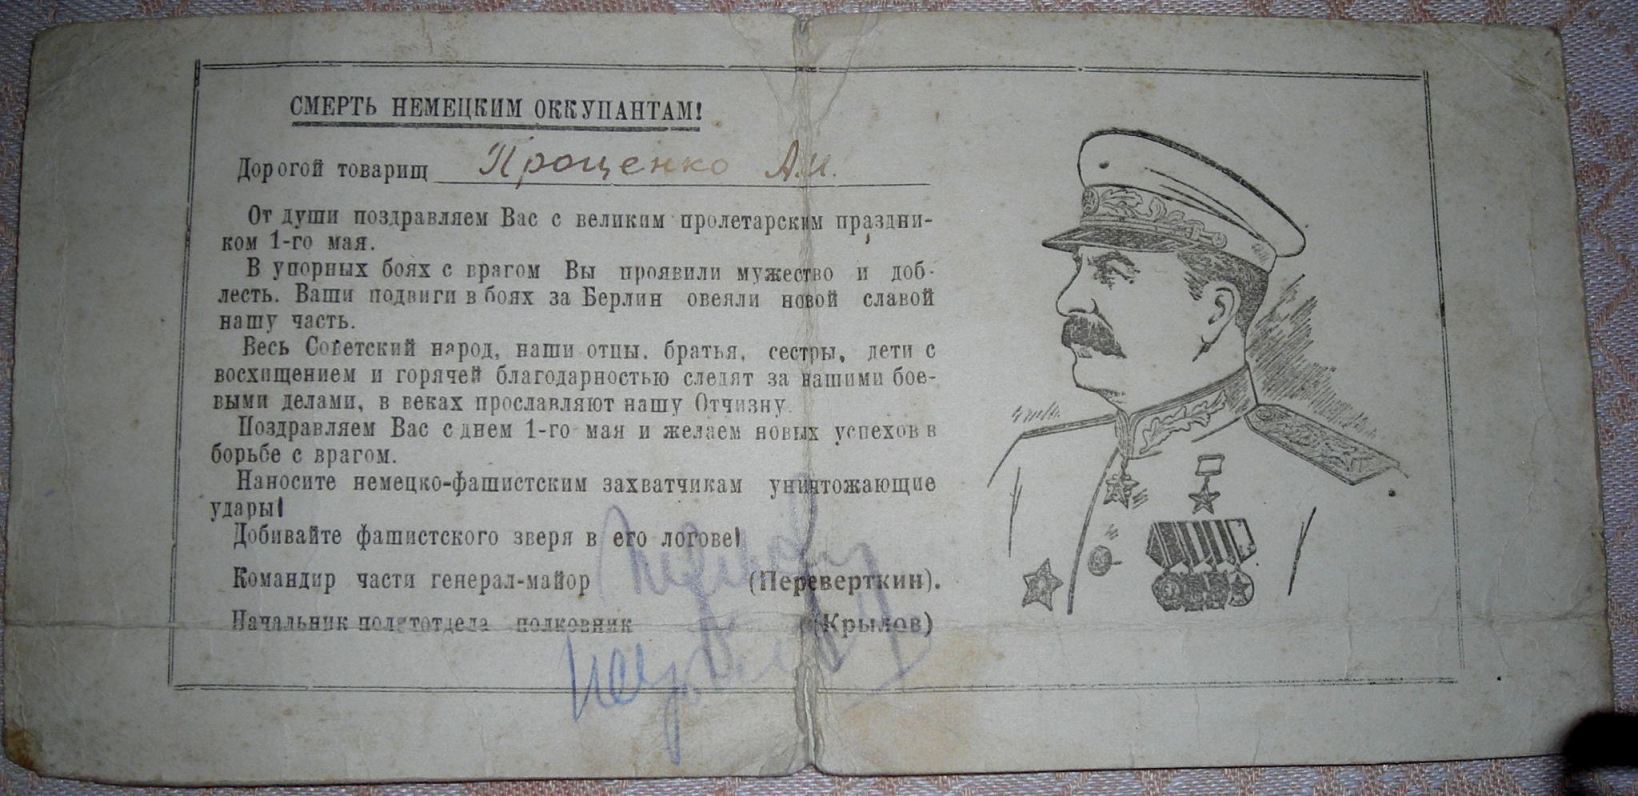 СМЕРТЬ НЕМЕЦКИМ ОККУПАНТАМ!
Дорогой товарищ Проценко А.И.
От души поздравляем Вас с великим пролетарским праздни-
ком 1-го мая.
В упорных боях с врагом Вы проявили мужество и доб-
лесть. Ваши подвиги в боях за Берлин овеяли новой славой
нашу часть.
Весь Советский народ, наши отцы, братья, сестры, дети с
восхищением и горячей благодарностью следят за нашими бое-
выми делами, в веках прославляют нашу Отчизну.
Поздравляем Вас с днем 1-го мая и желаем новых успехов в
борьбе с врагом.
Наносите немецко-фашистским захватчикам уничтожающие
удары!
Добивайте фашистского зверя в его логове!
Командир части генерал-майор (Переверткин).
Начальник политотдела полковник (Крылов)